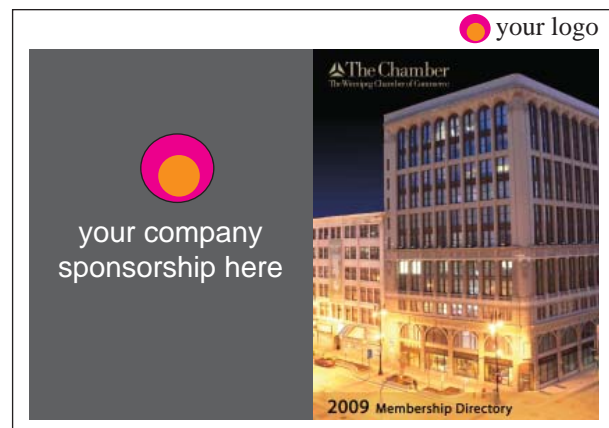 your logo
your company
sponsorship here
The Chamber
The Winnipeg Chamber of Commerce
2009 Membership Directory